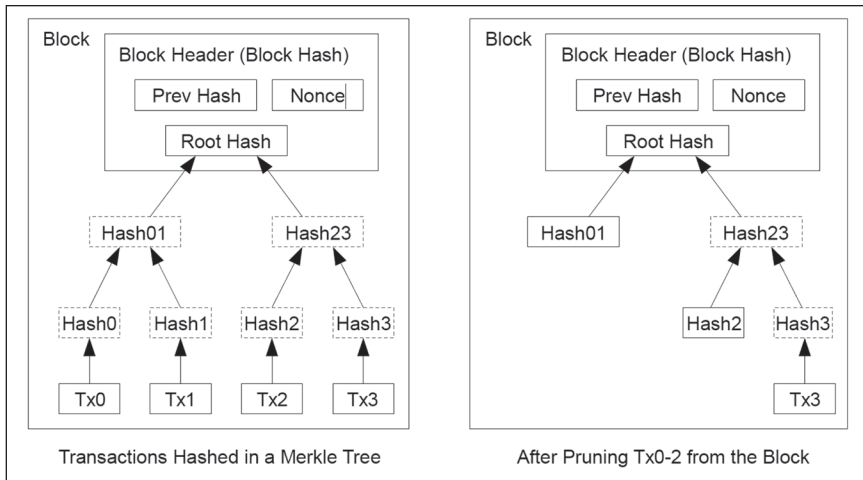 Block
Block Header (Block Hash)
Prev Hash
Nonce
Root Hash
Hash01
Hash23
Hash0
Hash1
Hash2
Hash3
Tx0
Tx1
Tx2
Tx3
Transactions Hashed in a Merkle Tree
Block
Block Header (Block Hash)
Prev Hash
Nonce
Root Hash
Hash01
Hash23
Hash2
Hash3
Tx3
After Pruning Tx0-2 from the Block